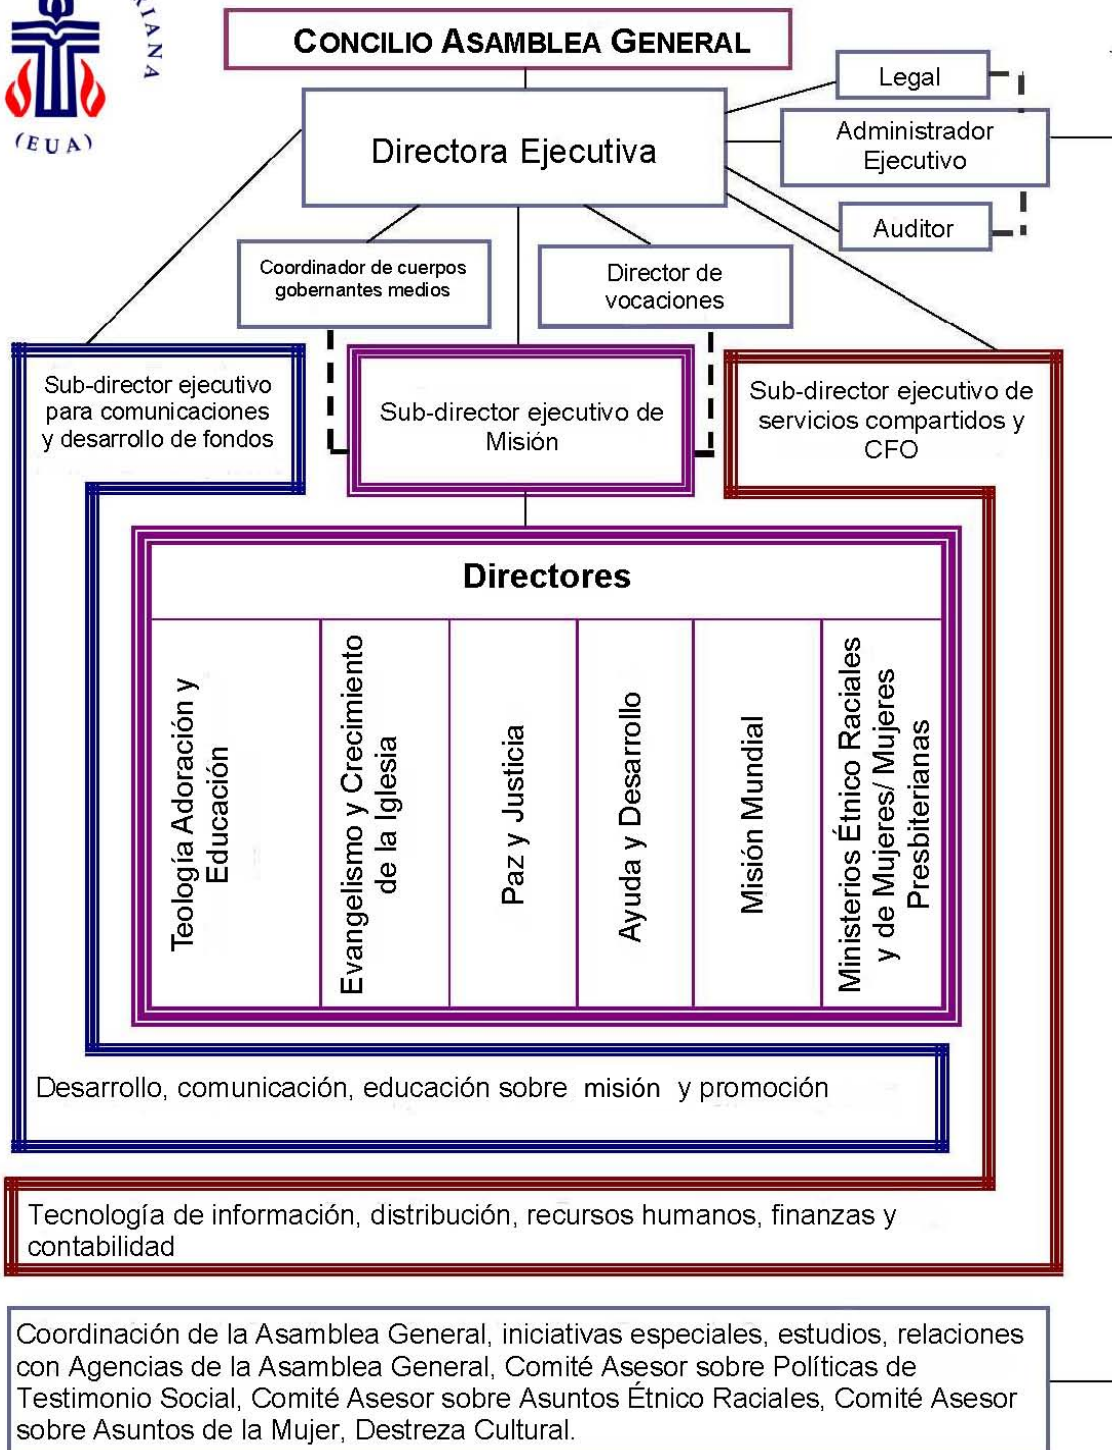 IANA
(EUA)
CONCILIO ASAMBLEA GENERAL
Directora Ejecutiva
Legal
Administrador
Ejecutivo
Auditor
Coordinador de cuerpos
gobernantes medios
Director de
vocaciones
Sub-director ejecutivo
para comunicaciones
y desarrollo de fondos
Sub-director ejecutivo de
Misión
Sub-director ejecutivo de
servicios compartidos y
CFO
Directores
Teología Adoración y
Educación
Evangelismo y Crecimiento
de la Iglesia
Paz y Justicia
Ayuda y Desarrollo
Misión Mundial
Ministerios Étnico Raciales
y de Mujeres/ Mujeres
Presbiterianas
Desarrollo, comunicación, educación sobre misión y promoción
Tecnología de información, distribución, recursos humanos, finanzas y
contabilidad
Coordinación de la Asamblea General, iniciativas especiales, estudios, relaciones
con Agencias de la Asamblea General, Comité Asesor sobre Políticas de
Testimonio Social, Comité Asesor sobre Asuntos Étnico Raciales, Comité Asesor
sobre Asuntos de la Mujer, Destreza Cultural.